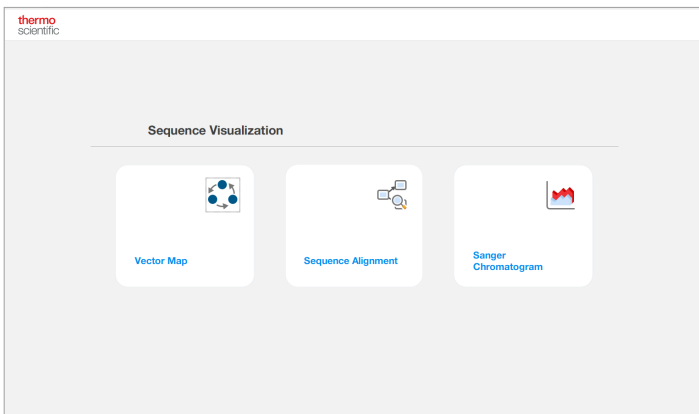 thermo
scientific
Sequence Visualization
Vector Map
Sequence Alignment
Sanger
Chromatogram